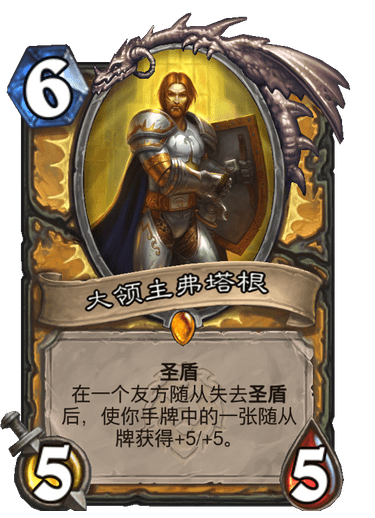 6
大领主弗塔根
圣盾
在一个友方随从失去圣盾
后，使你手牌中的一张随从
牌获得+5/+5。
5
5